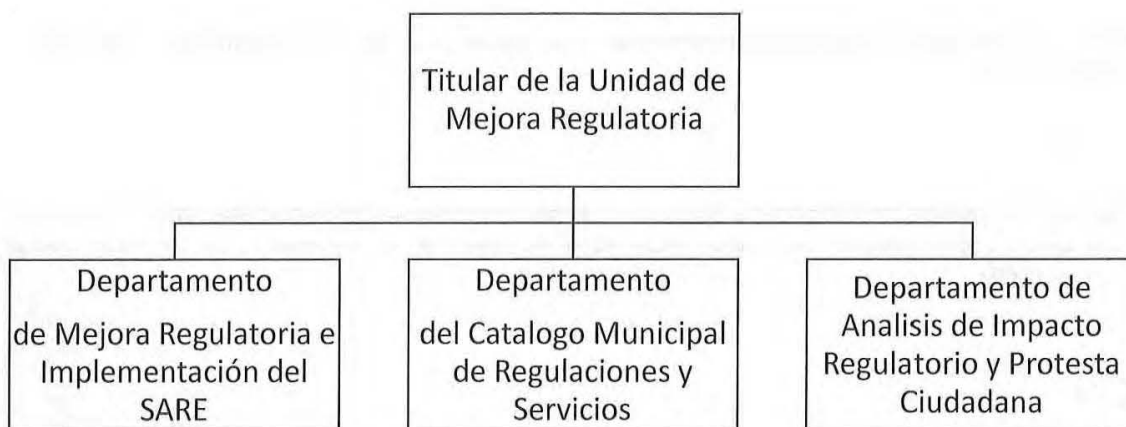 Titular de la Unidad de
Mejora Regulatoria
Departamento
de Mejora Regulatoria e
Implementación del
SARE
Departamento
del Catalogo Municipal
de Regulaciones y
Servicios
Departamento de
Analisis de Impacto
Regulatorio y Protesta
Ciudadana